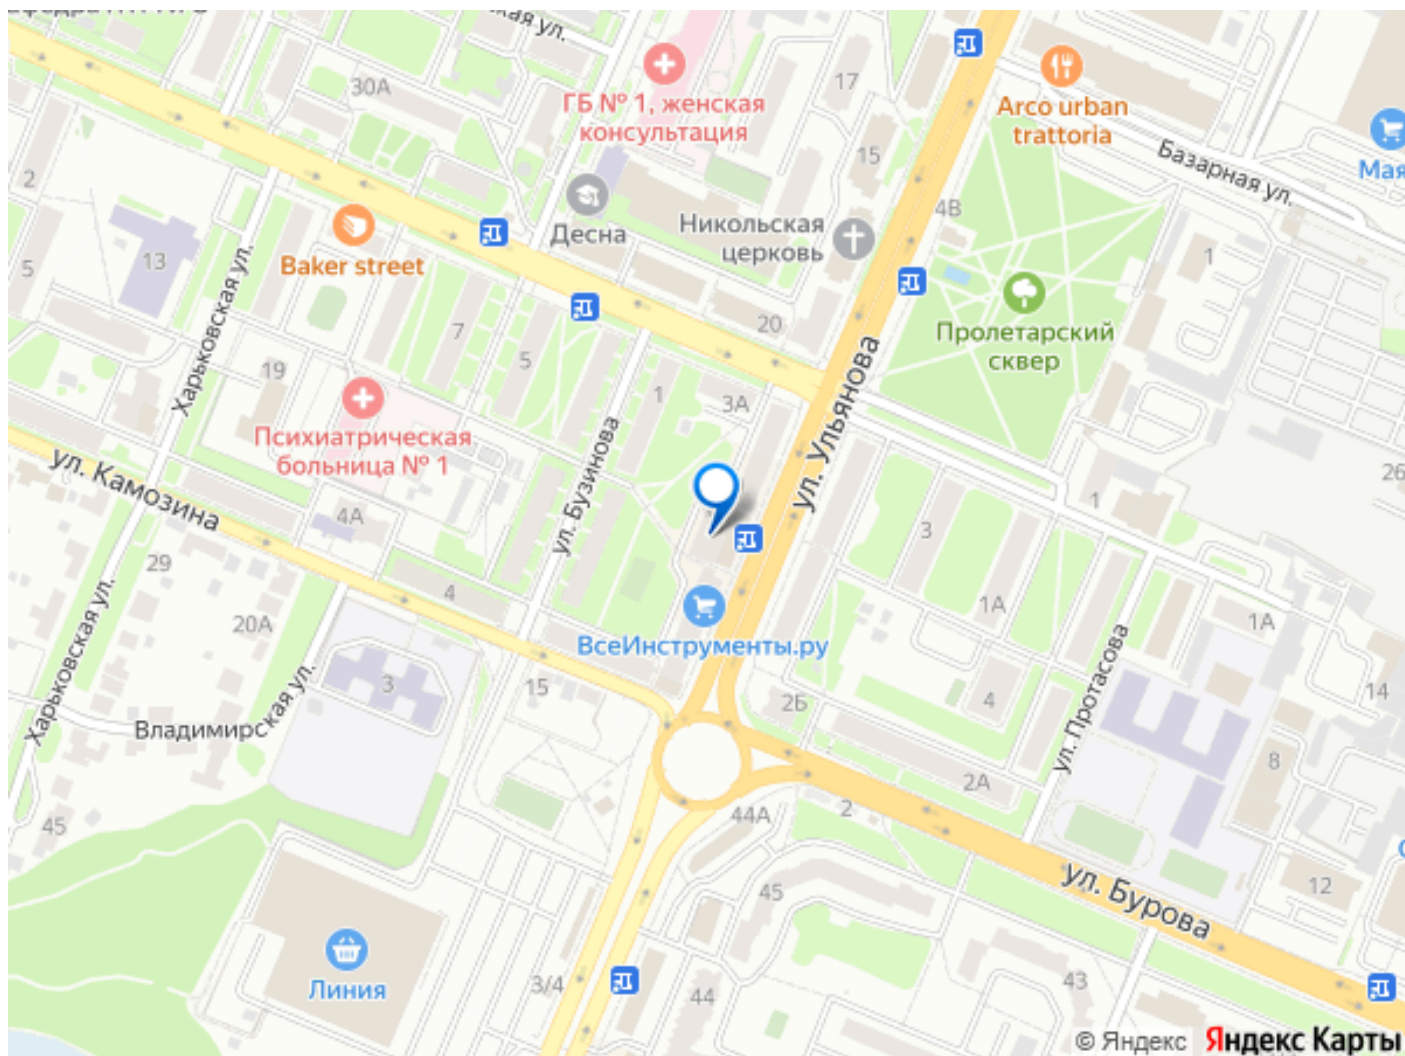 ул.
30А
ГБ № 1, женская
консультация
17
Arco urban
trattoria
15
Базарная ул.
Мая
2
Десна
Никольская
церковь
4В
13
Baker street
5
1
Харьковская ул.
7
5
20
Пролетарский
сквер
19
1
3А
ул. Ульянова
Психиатрическая
больница № 1
ул. Бузинова
ул. Камозина
4А
3
1
26
29
4
1А
1А
20А
ВсеИнструменты.ру
Харьковская ул.
3
15
2Б
4
ул. Протасова
14
Владимирская ул.
8
2А
45
44А
2
ул. Бурова
12
45
Линия
3/4
44
43
© Яндекс Яндекс Карты